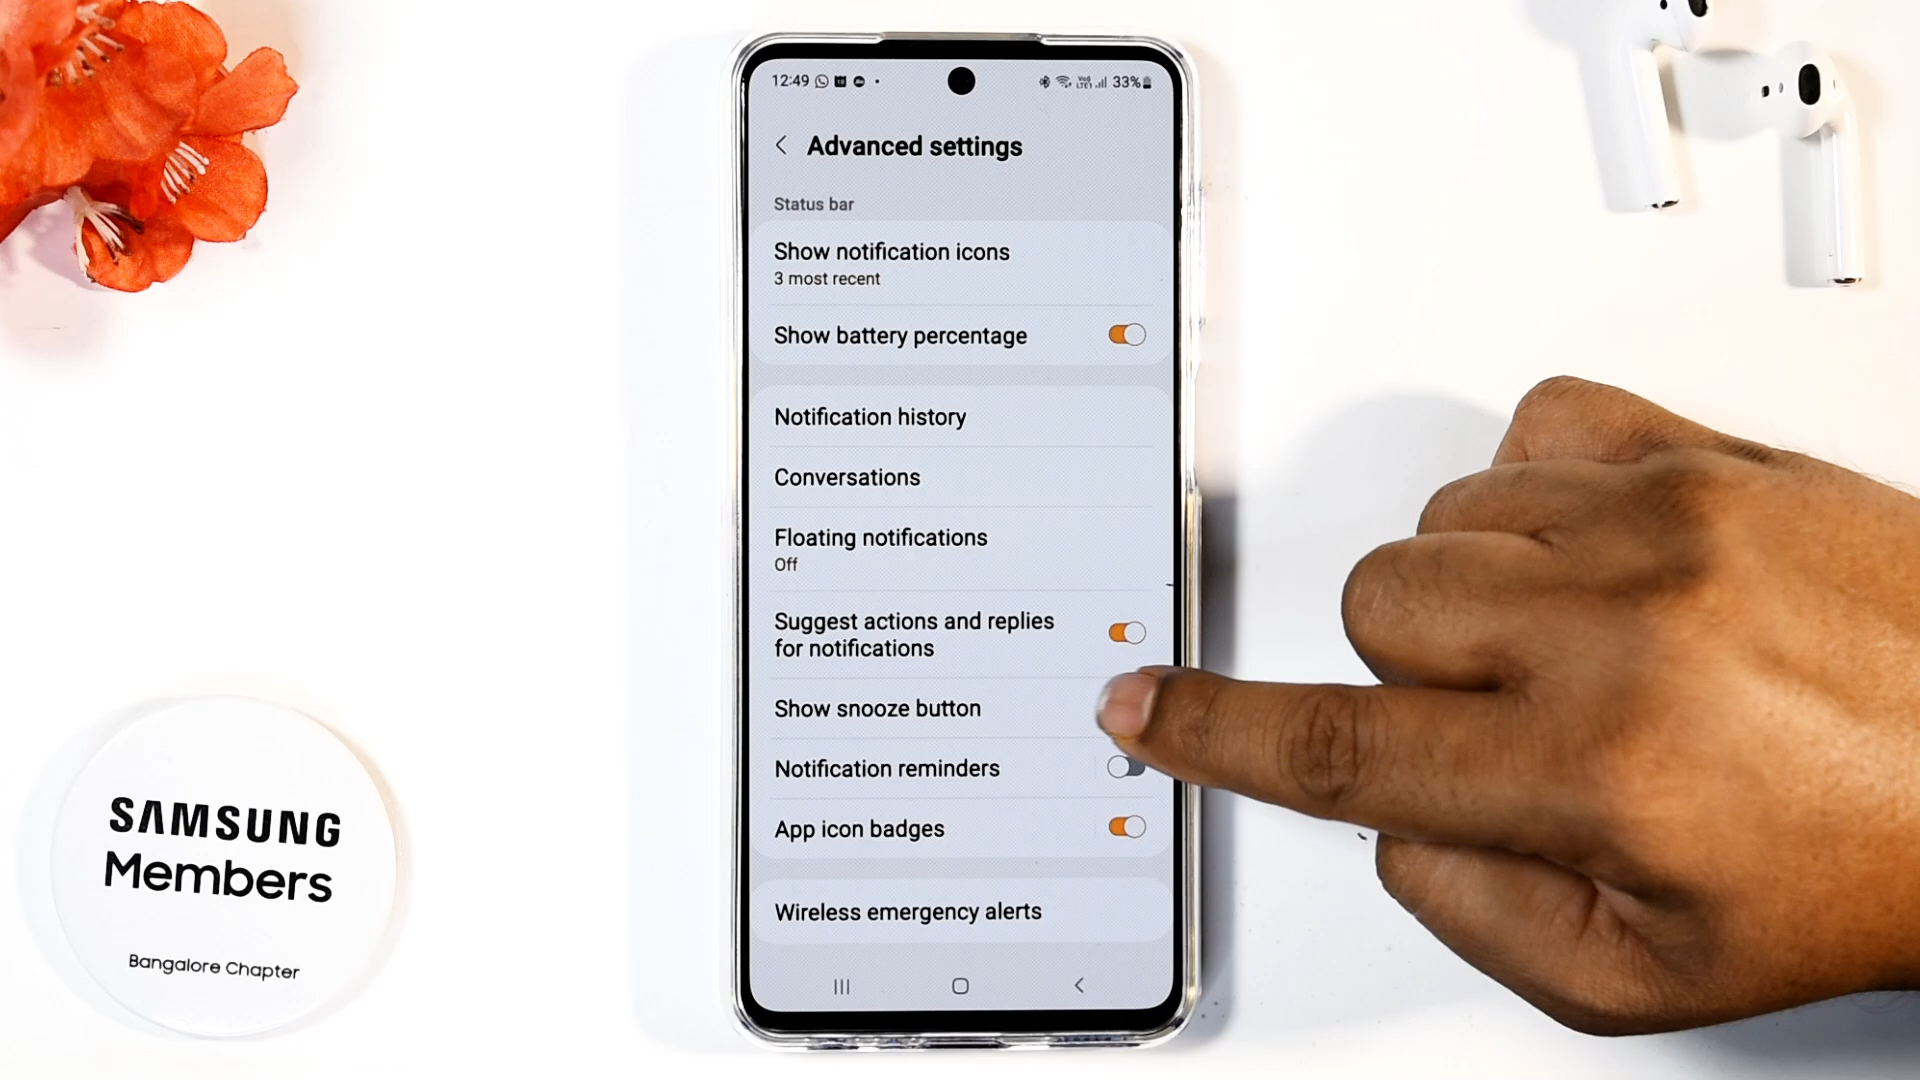 12:49
33%
Advanced settings
Status bar
Show notification icons
3 most recent
Show battery percentage
Notification history
Conversations
Floating notifications
Off
Suggest actions and replies
for notifications
Show snooze button
Notification reminders
App icon badges
Wireless emergency alerts
SAMSUNG
Members
Bangalore Chapter